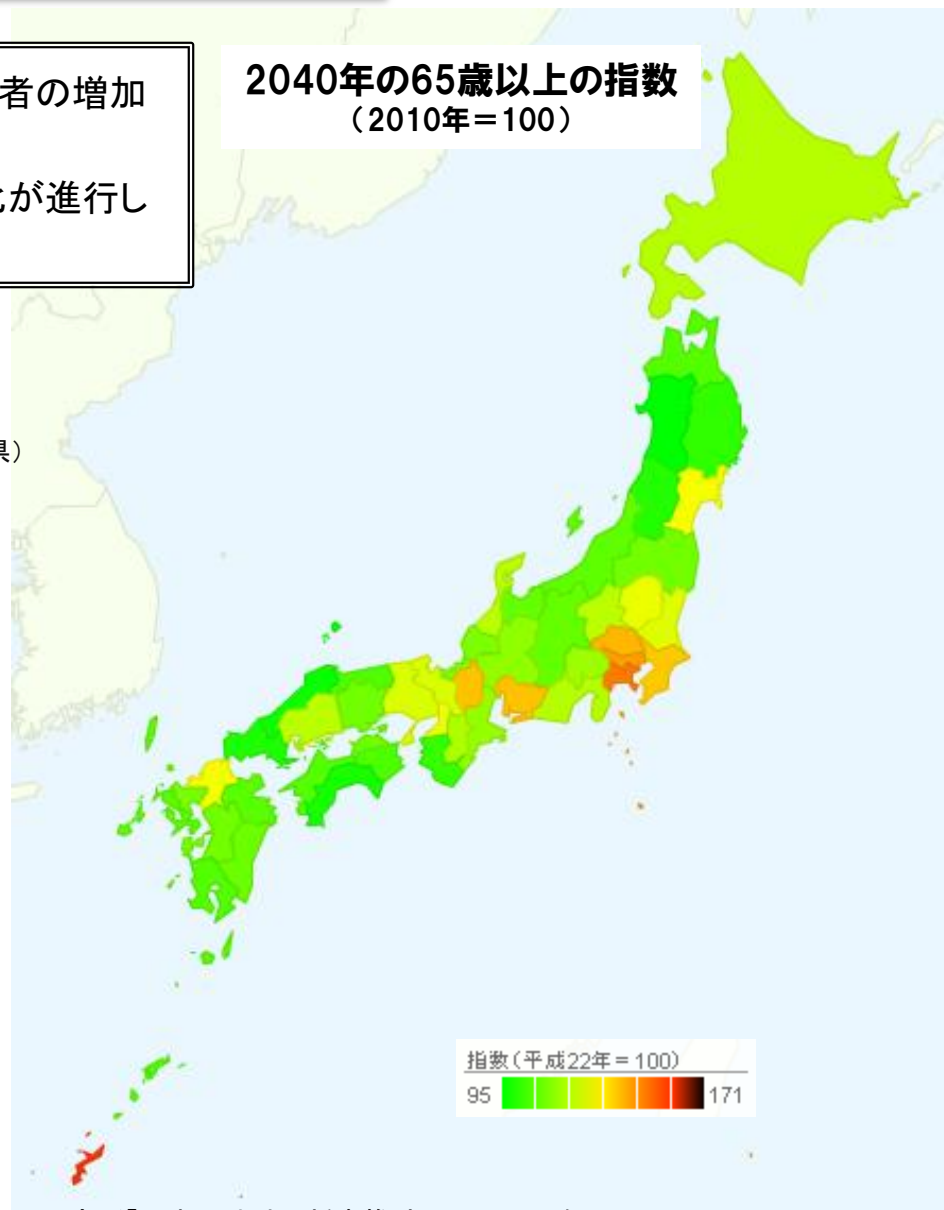 者の増加
が進行し
2040年の65歳以上の指数
（2010年＝100）
県）
指数（平成22年＝100）
95
171